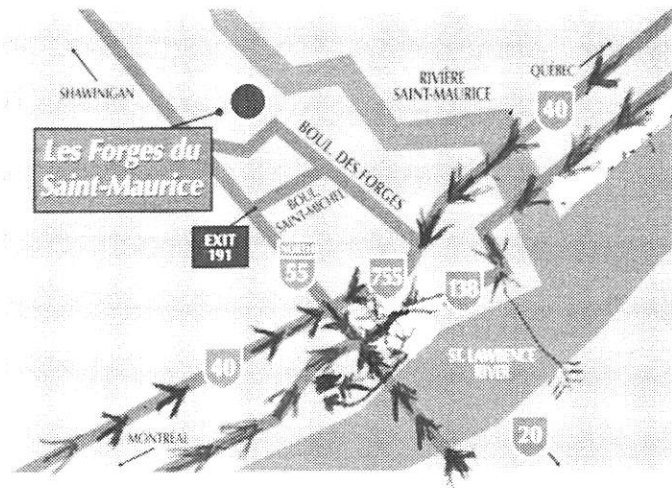 QUÉBEC
SHAWINIGAN
RIVIÈRE
SAINT-MAURICE
40
Les Forges du
Saint-Maurice
BOUL. DES FORGES
BOUL.
SAINT-MICHEL
EXIT
191
55
755
138
40
ST. LAWRENCE
RIVER
MONTRÉAL
20